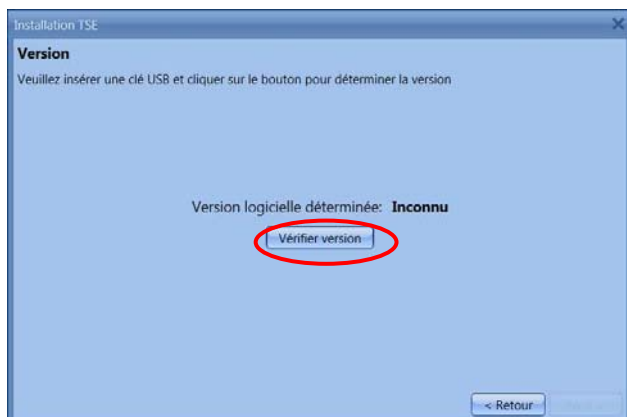 Installation TSE
Version
Veuillez insérer une clé USB et cliquer sur le bouton pour déterminer la version
Version logicielle déterminée: Inconnu
Vérifier version
< Retour